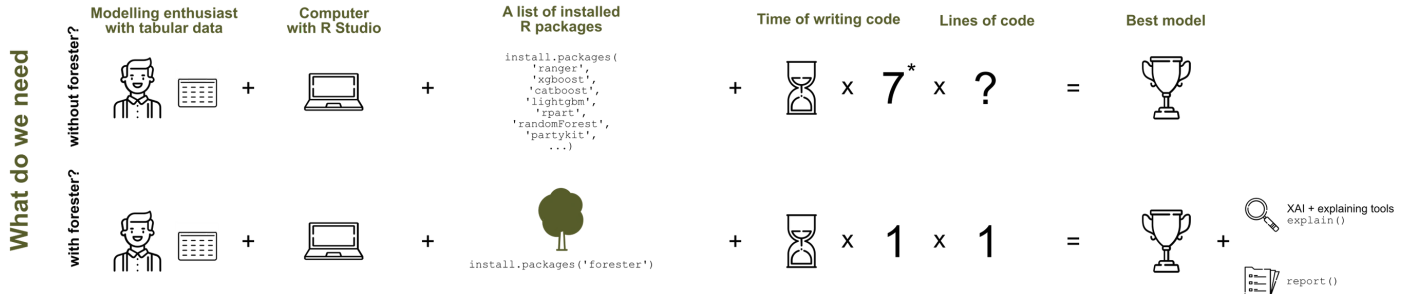 What do we need
Modelling enthusiast
with tabular data
Computer
with R Studio
A list of installed
R packages
Time of writing code
Lines of code
Best model
without forester?
+
+
install.packages(
'ranger',
'xgboost',
'catboost',
'lightgbm',
'rpart',
'randomForest',
'partykit',
...)
+
x
7*
x
?
=
with forester?
+
+
install.packages('forester')
+
x
1
x
1
=
+
XAI + explaining tools
explain()
report()